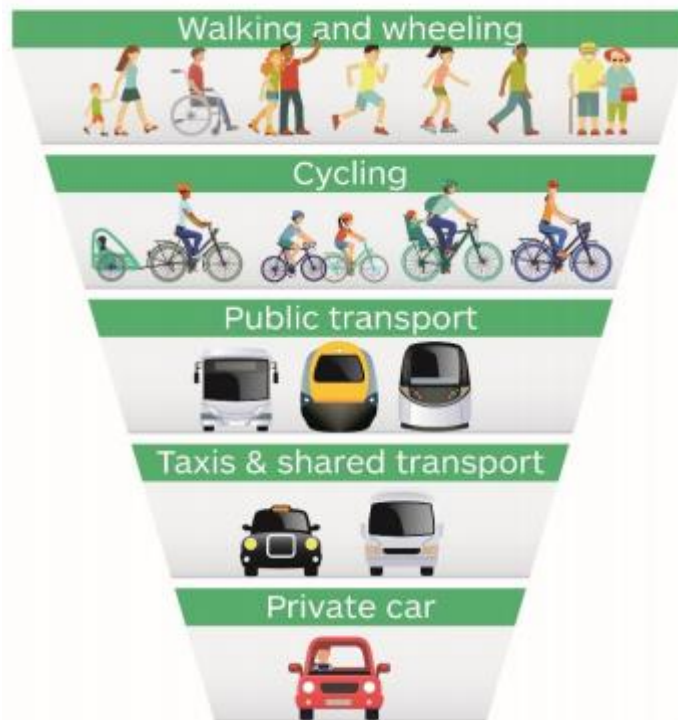 Walking and wheeling
Cycling
Public transport
Taxis & shared transport
Private car